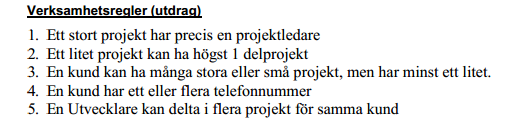 Verksamhetsregler (utdrag)
1. Ett stort projekt har precis en projektledare
2. Ett litet projekt kan ha högst 1 delprojekt
3. En kund kan ha många stora eller små projekt, men har minst ett litet.
4. En kund har ett eller flera telefonnummer
5. En Utvecklare kan delta i flera projekt för samma kund